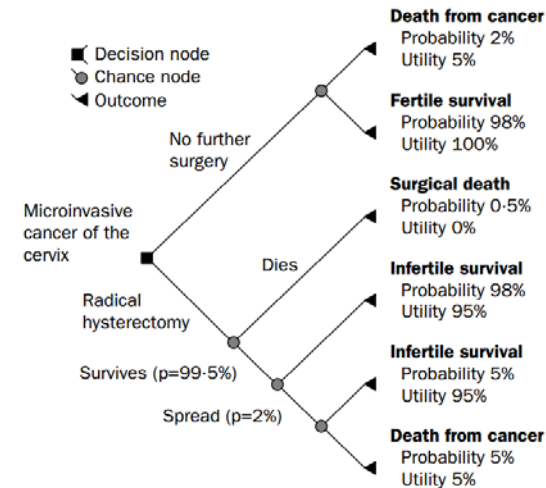 Decision node
Chance node
Outcome
No further
surgery
Microinvasive
cancer of the
cervix
Radical
hysterectomy
Dies
Survives (p=99·5%)
Spread (p=2%)
Death from cancer
Probability 2%
Utility 5%
Fertile survival
Probability 98%
Utility 100%
Surgical death
Probability 0·5%
Utility 0%
Infertile survival
Probability 98%
Utility 95%
Infertile survival
Probability 5%
Utility 95%
Death from cancer
Probability 5%
Utility 5%